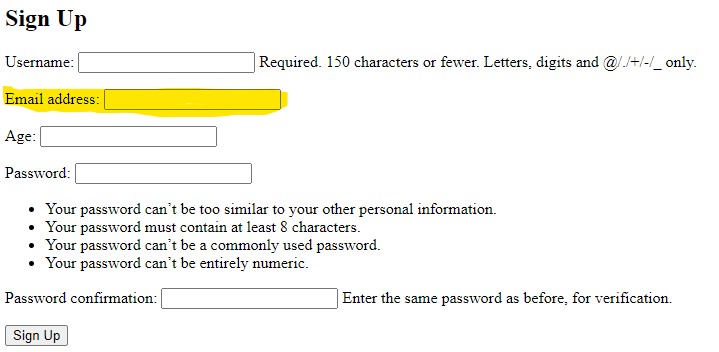 Sign Up
Username: Required. 150 characters or fewer. Letters, digits and @/./+/-/_ only.
Email address:
Age:
Password:
• Your password can’t be too similar to your other personal information.
• Your password must contain at least 8 characters.
• Your password can’t be a commonly used password.
• Your password can’t be entirely numeric.
Password confirmation: Enter the same password as before, for verification.
Sign Up